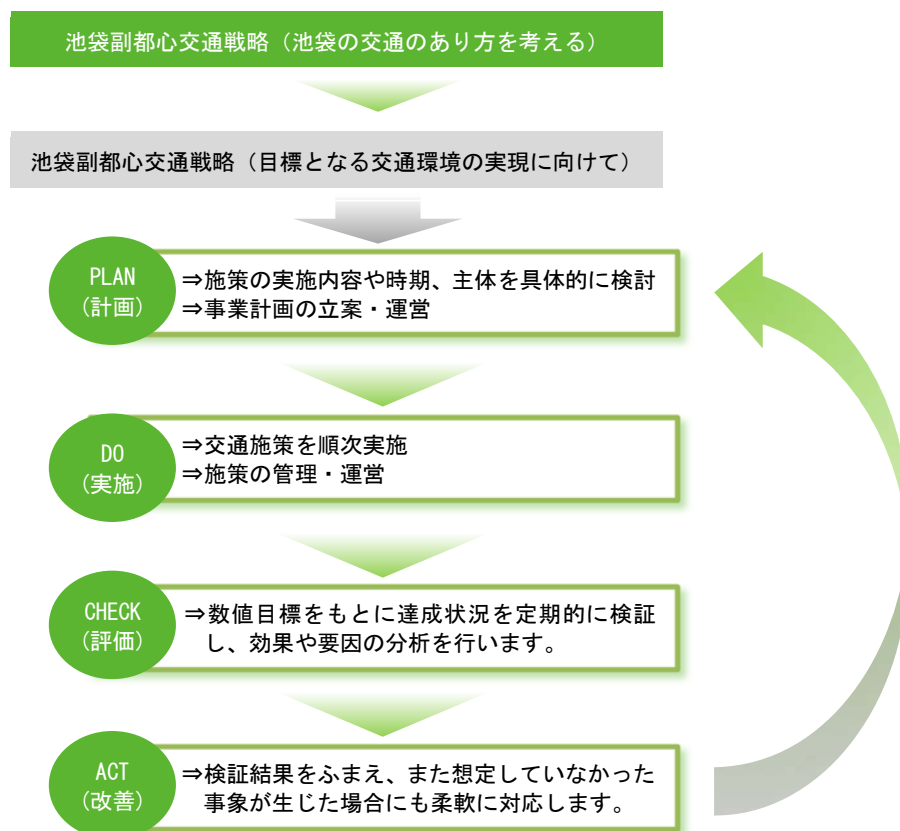 池袋副都心交通戦略（池袋の交通のあり方を考える）
池袋副都心交通戦略（目標となる交通環境の実現に向けて）
PLAN
（計画）
⇒施策の実施内容や時期、主体を具体的に検討
⇒事業計画の立案・運営
DO
（実施）
⇒交通施策を順次実施
⇒施策の管理・運営
CHECK
（評価）
⇒数値目標をもとに達成状況を定期的に検証
し、効果や要因の分析を行います。
ACT
（改善）
⇒検証結果をふまえ、また想定していなかった
事象が生じた場合にも柔軟に対応します。